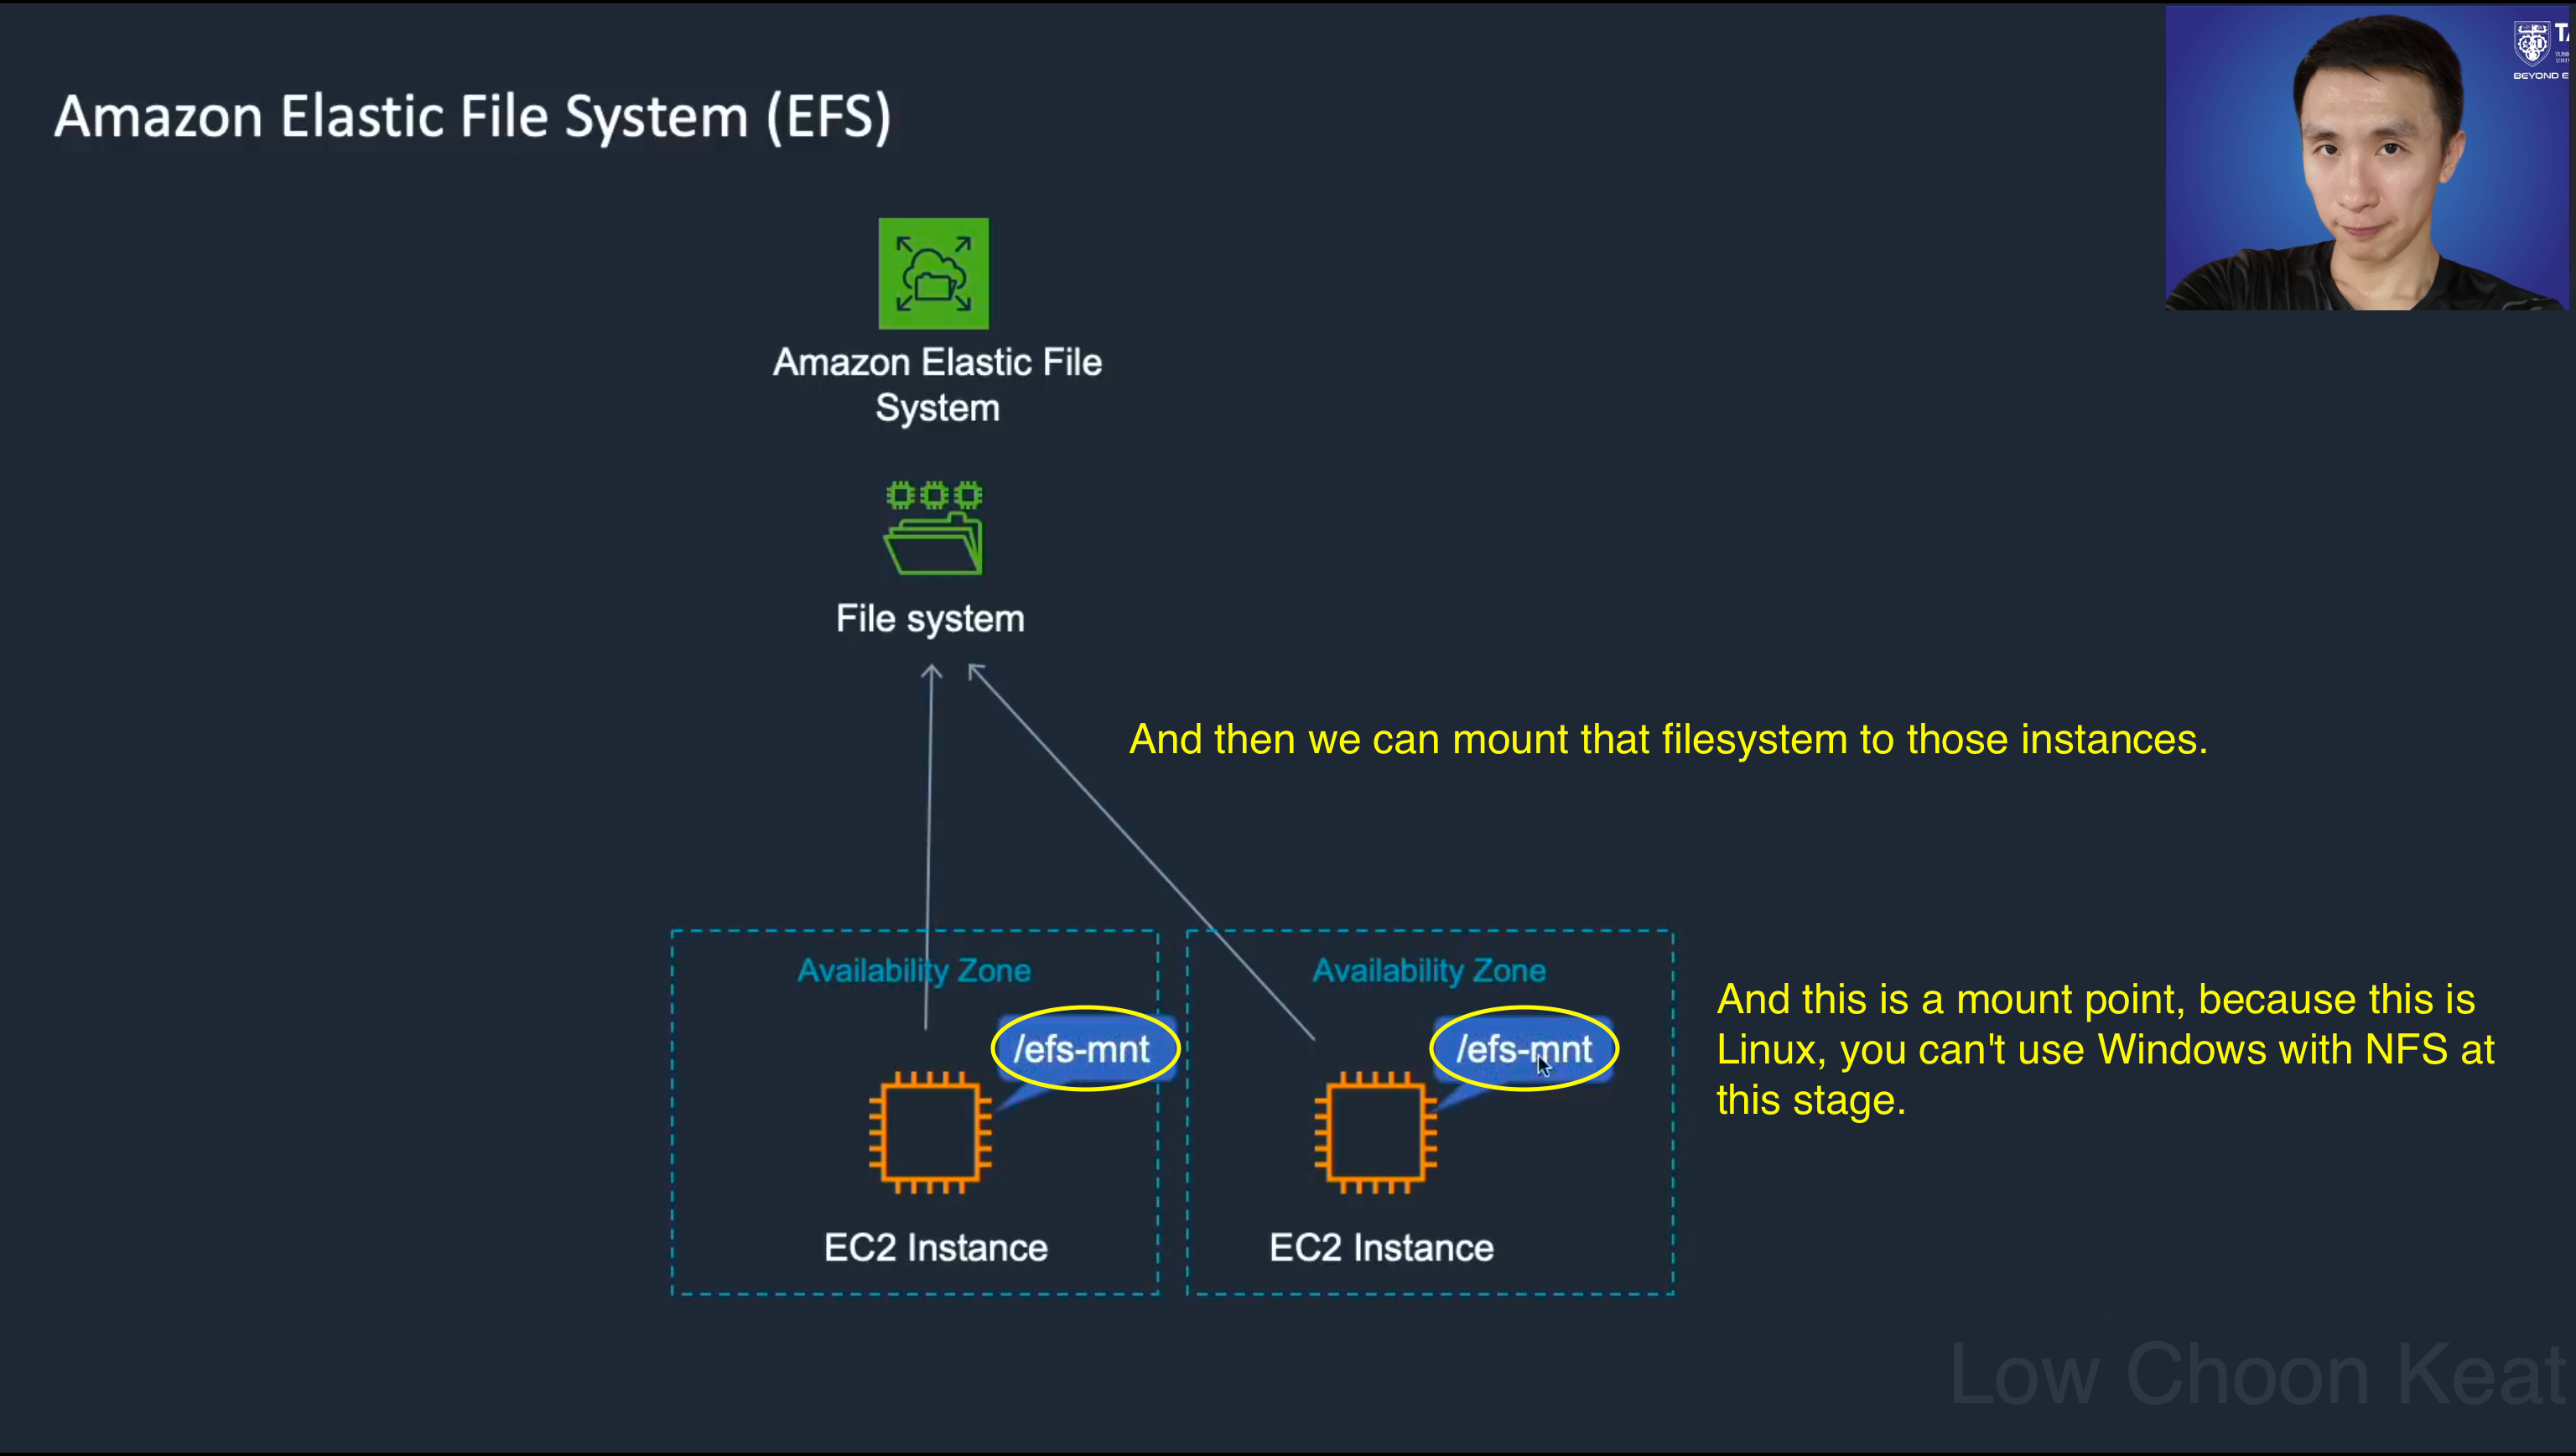 Amazon Elastic File System (EFS)
BEYOND E
Amazon Elastic File
System
File system
And then we can mount that filesystem to those instances.
Availability Zone
Availability Zone
/efs-mnt
/efs-mnt
And this is a mount point, because this is
Linux, you can't use Windows with NFS at
this stage.
EC2 Instance
EC2 Instance
Low Choon Keat